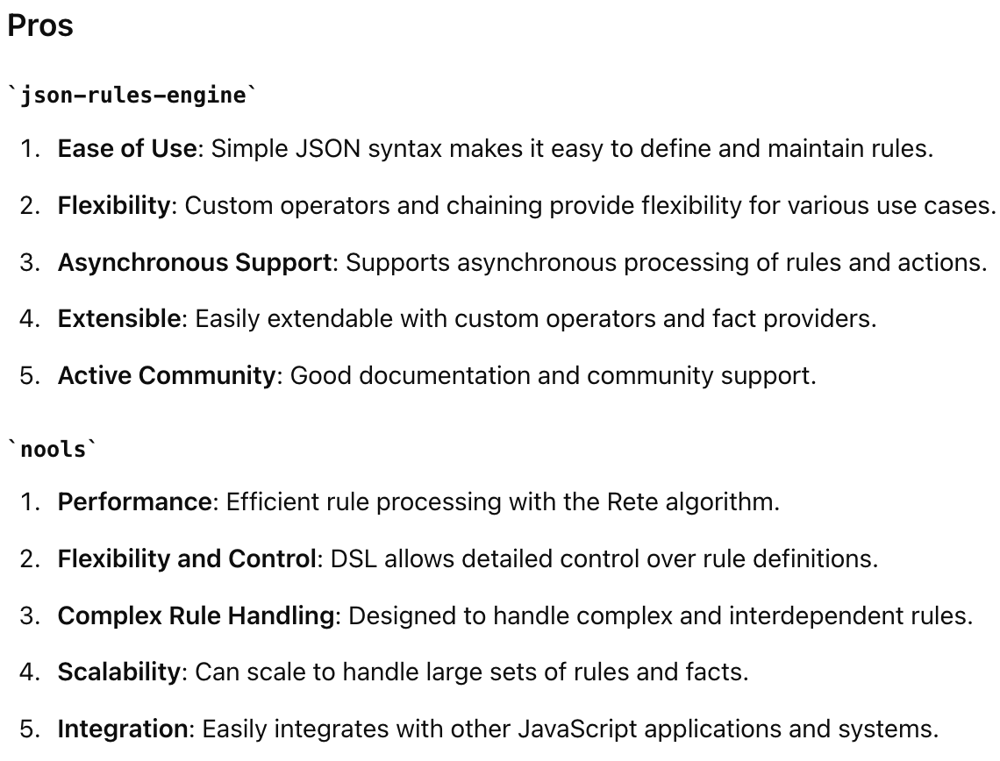 Pros
`json-rules-engine`
1. Ease of Use: Simple JSON syntax makes it easy to define and maintain rules.
2. Flexibility: Custom operators and chaining provide flexibility for various use cases.
3. Asynchronous Support: Supports asynchronous processing of rules and actions.
4. Extensible: Easily extendable with custom operators and fact providers.
5. Active Community: Good documentation and community support.
`nools`
1. Performance: Efficient rule processing with the Rete algorithm.
2. Flexibility and Control: DSL allows detailed control over rule definitions.
3. Complex Rule Handling: Designed to handle complex and interdependent rules.
4. Scalability: Can scale to handle large sets of rules and facts.
5. Integration: Easily integrates with other JavaScript applications and systems.